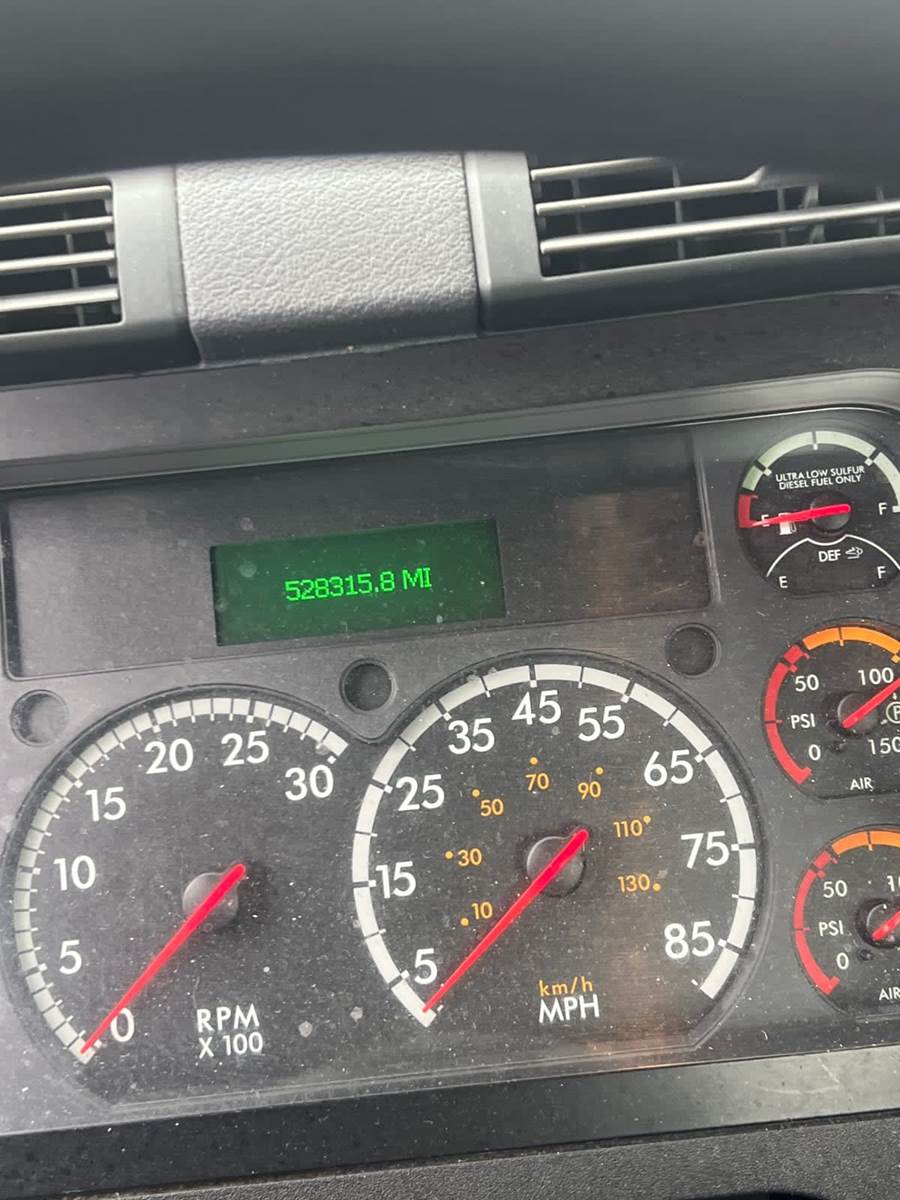 528315.8 MI
ULTRA LOW SULFUR
DIESEL FUEL ONLY
E F
DEF
E F
0 5 10 15 20 25 30
RPM
X 100
5 15 25 35 45 55 65 75 85
10 30 50 70 90 110 130
km/h
MPH
50 100
PSI
0 150
AIR
50
PSI
0